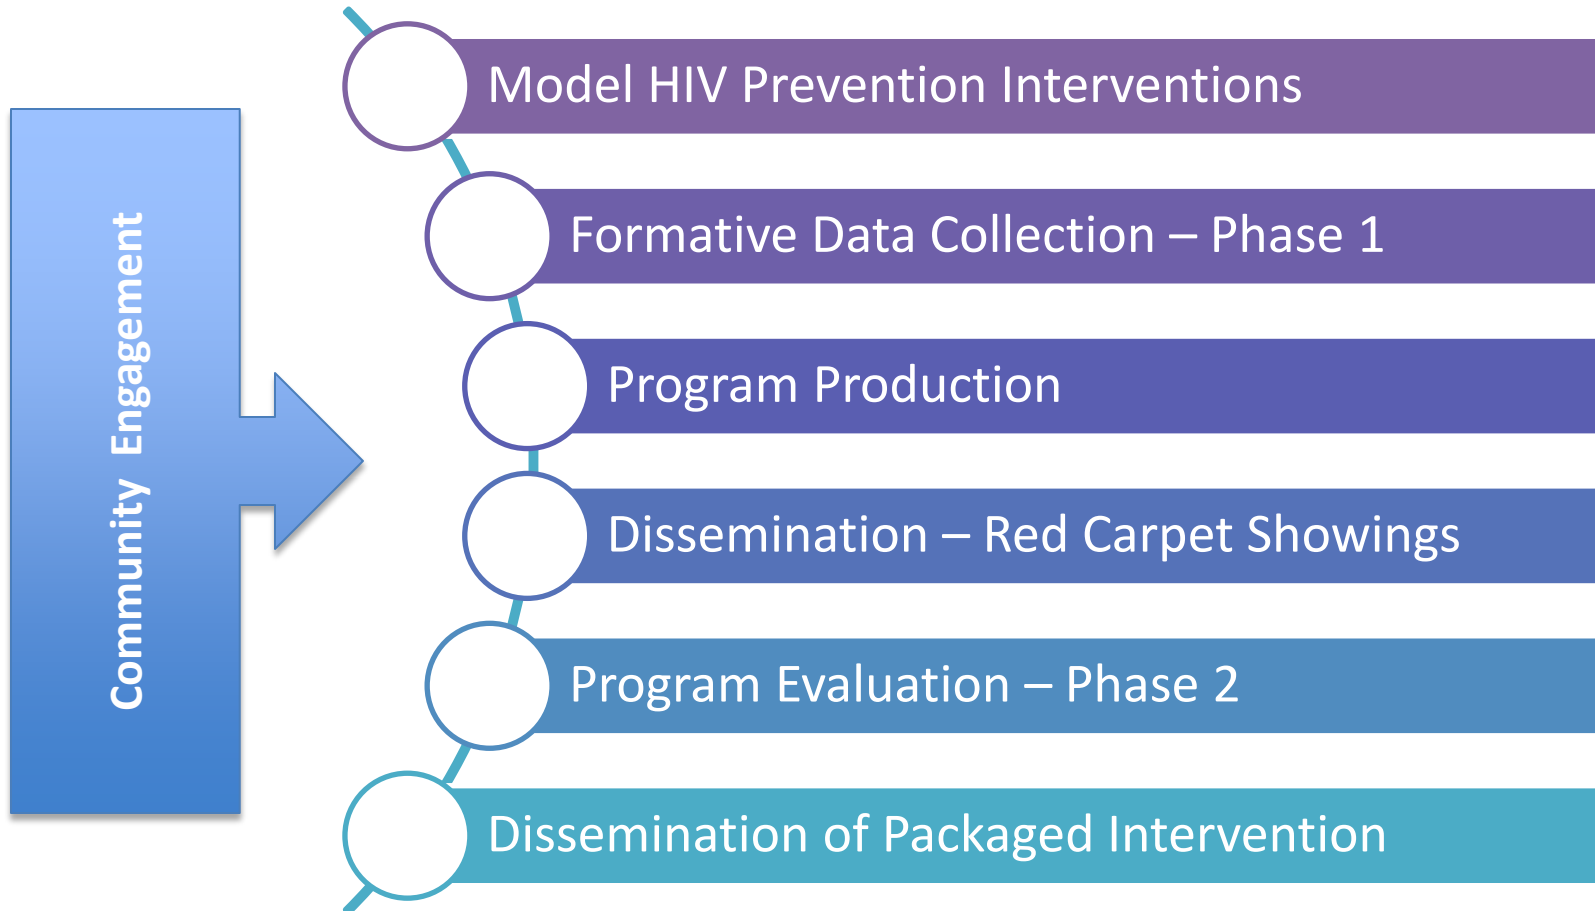 Community Engagement
Model HIV Prevention Interventions
Formative Data Collection – Phase 1
Program Production
Dissemination – Red Carpet Showings
Program Evaluation – Phase 2
Dissemination of Packaged Intervention